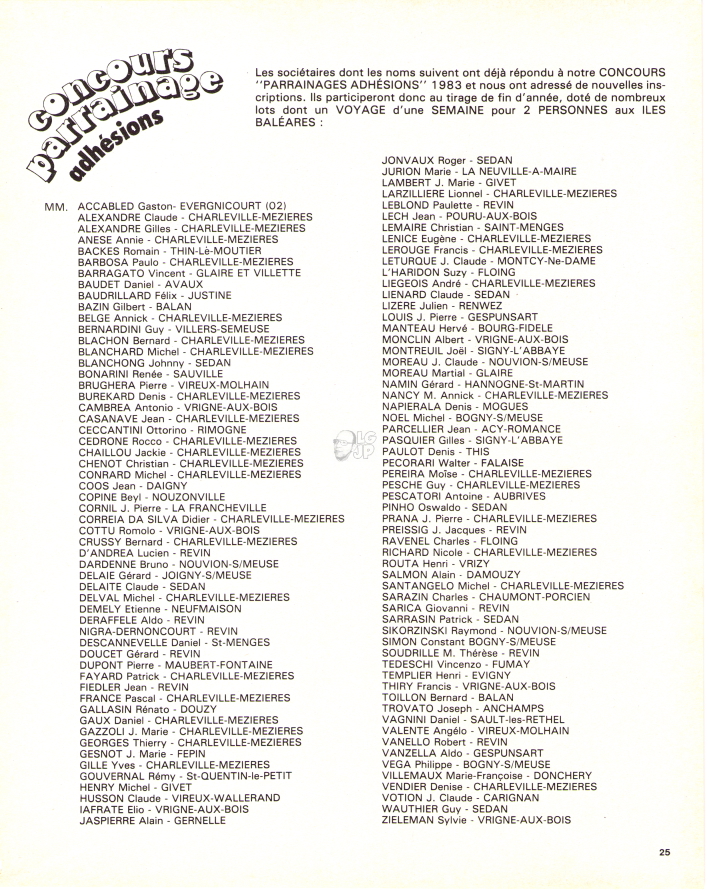 concours
parrainage
adhésions
Les sociétaires dont les noms suivent ont déjà répondu à notre CONCOURS
''PARRAINAGES ADHÉSIONS'' 1983 et nous ont adressé de nouvelles ins-
criptions. Ils participeront donc au tirage de fin d'année, doté de nombreux
lots dont un VOYAGE d'une SEMAINE pour 2 PERSONNES aux ILES
BALÉARES :
MM. ACCABLED Gaston- EVERGNICOURT (02)
ALEXANDRE Claude - CHARLEVILLE-MEZIERES
ALEXANDRE Gilles - CHARLEVILLE-MEZIERES
ANESE Annie - CHARLEVILLE-MEZIERES
BACKES Romain - THIN-Le-MOUTIER
BARBOSA Paulo - CHARLEVILLE-MEZIERES
BARRAGATO Vincent - GLAIRE ET VILLETTE
BAUDET Daniel - AVAUX
BAUDRILLARD Félix - JUSTINE
BAZIN Gilbert - BALAN
BELGE Annick - CHARLEVILLE-MEZIERES
BERNARDINI Guy - VILLERS-SEMEUSE
BLACHON Bernard - CHARLEVILLE-MEZIERES
BLANCHARD Michel - CHARLEVILLE-MEZIERES
BLANCHONG Johnny - SEDAN
BONARINI Renée - SAUVILLE
BRUGHERA Pierre - VIREUX-MOLHAIN
BUREKARD Denis - CHARLEVILLE-MEZIERES
CAMBREA Antonio - VRIGNE-AUX-BOIS
CASANAVE Jean - CHARLEVILLE-MEZIERES
CECCANTINI Ottorino - RIMOGNE
CEDRONE Rocco - CHARLEVILLE-MEZIERES
CHAILLOU Jackie - CHARLEVILLE-MEZIERES
CHENOT Christian - CHARLEVILLE-MEZIERES
CONRARD Michel - CHARLEVILLE-MEZIERES
COOS Jean - DAIGNY
COPINE Beyl - NOUZONVILLE
CORNIL J. Pierre - LA FRANCHEVILLE
CORREIA DA SILVA Didier - CHARLEVILLE-MEZIERES
COTTU Romolo - VRIGNE-AUX-BOIS
CRUSSY Bernard - CHARLEVILLE-MEZIERES
D'ANDREA Lucien - REVIN
DARDENNE Bruno - NOUVION-S/MEUSE
DELAIE Gérard - JOIGNY-S/MEUSE
DELAITE Claude - SEDAN
DELVAL Michel - CHARLEVILLE-MEZIERES
DEMELY Etienne - NEUFMAISON
DERAFFELE Aldo - REVIN
NIGRA-DERNONCOURT - REVIN
DESCANNEVELLE Daniel - St-MENGES
DOUCET Gérard - REVIN
DUPONT Pierre - MAUBERT-FONTAINE
FAYARD Patrick - CHARLEVILLE-MEZIERES
FIEDLER Jean - REVIN
FRANCE Pascal - CHARLEVILLE-MEZIERES
GALLASIN Rénato - DOUZY
GAUX Daniel - CHARLEVILLE-MEZIERES
GAZZOLI J. Marie - CHARLEVILLE-MEZIERES
GEORGES Thierry - CHARLEVILLE-MEZIERES
GESNOT J. Marie - FEPIN
GILLE Yves - CHARLEVILLE-MEZIERES
GOUVERNAL Rémy - St-QUENTIN-le-PETIT
HENRY Michel - GIVET
HUSSON Claude - VIREUX-WALLERAND
IAFRATE Elio - VRIGNE-AUX-BOIS
JASPIERRE Alain - GERNELLE
JONVAUX Roger - SEDAN
JURION Marie - LA NEUVILLE-A-MAIRE
LAMBERT J. Marie - GIVET
LARZILLIERE Lionnel - CHARLEVILLE-MEZIERES
LEBLOND Paulette - REVIN
LECH Jean - POURU-AUX-BOIS
LEMAIRE Christian - SAINT-MENGES
LENICE Eugène - CHARLEVILLE-MEZIERES
LEROUGE Francis - CHARLEVILLE-MEZIERES
LETURQUE J. Claude - MONTCY-Ne-DAME
L'HARIDON Suzy - FLOING
LIEGEOIS André - CHARLEVILLE-MEZIERES
LIENARD Claude - SEDAN
LIZERE Julien - RENWEZ
LOUIS J. Pierre - GESPUNSART
MANTEAU Hervé - BOURG-FIDELE
MONCLIN Albert - VRIGNE-AUX-BOIS
MONTREUIL Joël - SIGNY-L'ABBAYE
MOREAU J. Claude - NOUVION-S/MEUSE
MOREAU Martial - GLAIRE
NAMIN Gérard - HANNOGNE-St-MARTIN
NANCY M. Annick - CHARLEVILLE-MEZIERES
NAPIERALA Denis - MOGUES
NOEL Michel - BOGNY-S/MEUSE
PARCELLIER Jean - ACY-ROMANCE
PASQUIER Gilles - SIGNY-L'ABBAYE
PAULOT Denis - THIS
PECORARI Walter - FALAISE
PEREIRA Moïse - CHARLEVILLE-MEZIERES
PESCHE Guy - CHARLEVILLE-MEZIERES
PESCATORI Antoine - AUBRIVES
PINHO Oswaldo - SEDAN
PRANA J. Pierre - CHARLEVILLE-MEZIERES
PREISSIG J. Jacques - REVIN
RAVENEL Charles - FLOING
RICHARD Nicole - CHARLEVILLE-MEZIERES
ROUTA Henri - VRIZY
SALMON Alain - DAMOUZY
SANTANGELO Michel - CHARLEVILLE-MEZIERES
SARAZIN Charles - CHAUMONT-PORCIEN
SARICA Giovanni - REVIN
SARRASIN Patrick - SEDAN
SIKORZINSKI Raymond - NOUVION-S/MEUSE
SIMON Constant BOGNY-S/MEUSE
SOUDRILLE M. Thérèse - REVIN
TEDESCHI Vincenzo - FUMAY
TEMPLIER Henri - EVIGNY
THIRY Francis - VRIGNE-AUX-BOIS
TOILLON Bernard - BALAN
TROVATO Joseph - ANCHAMPS
VAGNINI Daniel - SAULT-les-RETHEL
VALENTE Angélo - VIREUX-MOLHAIN
VANELLO Robert - REVIN
VANZELLA Aldo - GESPUNSART
VEGA Philippe - BOGNY-S/MEUSE
VILLEMAUX Marie-Françoise - DONCHERY
VENDIER Denise - CHARLEVILLE-MEZIERES
VOTION J. Claude - CARIGNAN
WAUTHIER Guy - SEDAN
ZIELEMAN Sylvie - VRIGNE-AUX-BOIS
LG
JP
25